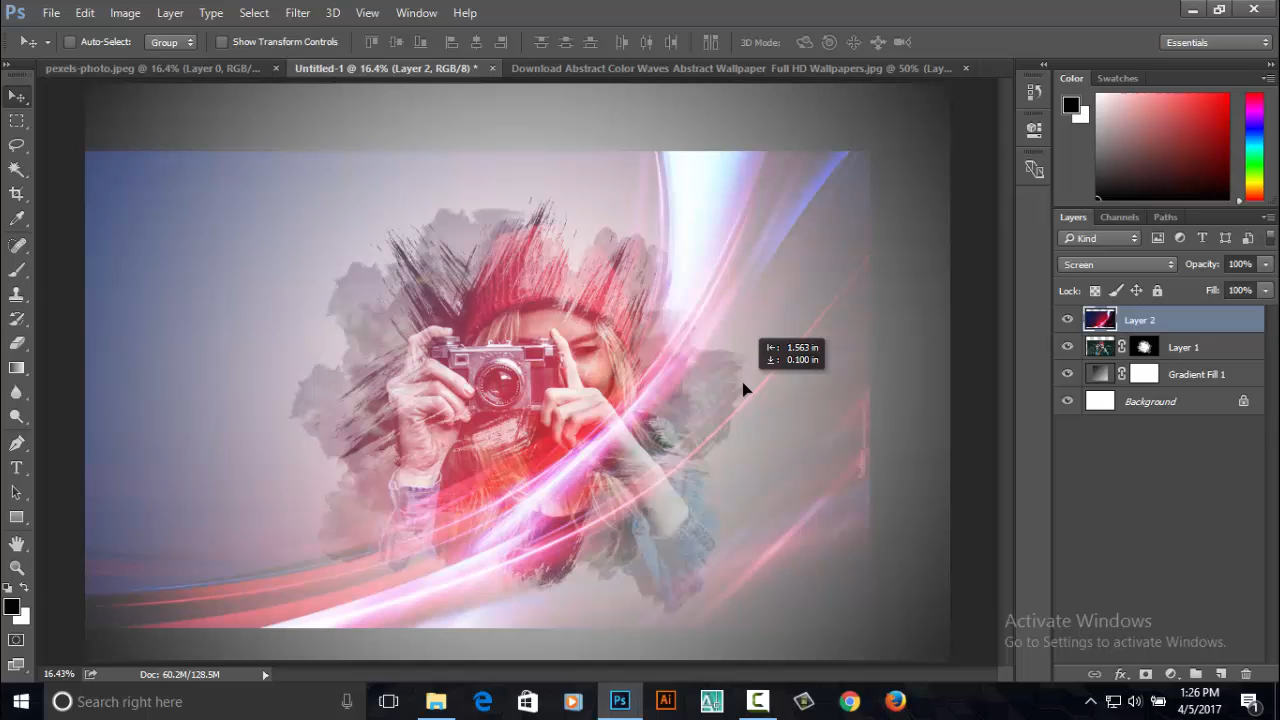 Ps File Edit Image Layer Type Select Filter 3D View Window Help
Auto-Select: Group Show Transform Controls 3D Mode: Essentials
pexels-photo.jpeg @ 16.4% (Layer 0, RGB/... × Untitled-1 @ 16.4% (Layer 2, RGB/8) * × Download Abstract Color Waves Abstract Wallpaper Full HD Wallpapers.jpg @ 50% (Lay... ×
Color Swatches
Layers Channels Paths
Kind
Screen Opacity: 100%
Lock: Fill: 100%
Layer 2
Layer 1
Gradient Fill 1
Background
1.563 in
0.100 in
Activate Windows
Go to Settings to activate Windows.
16.43% Doc: 60.2M/128.5M
Search right here
Ps Ai
1:26 PM
4/5/2017
1